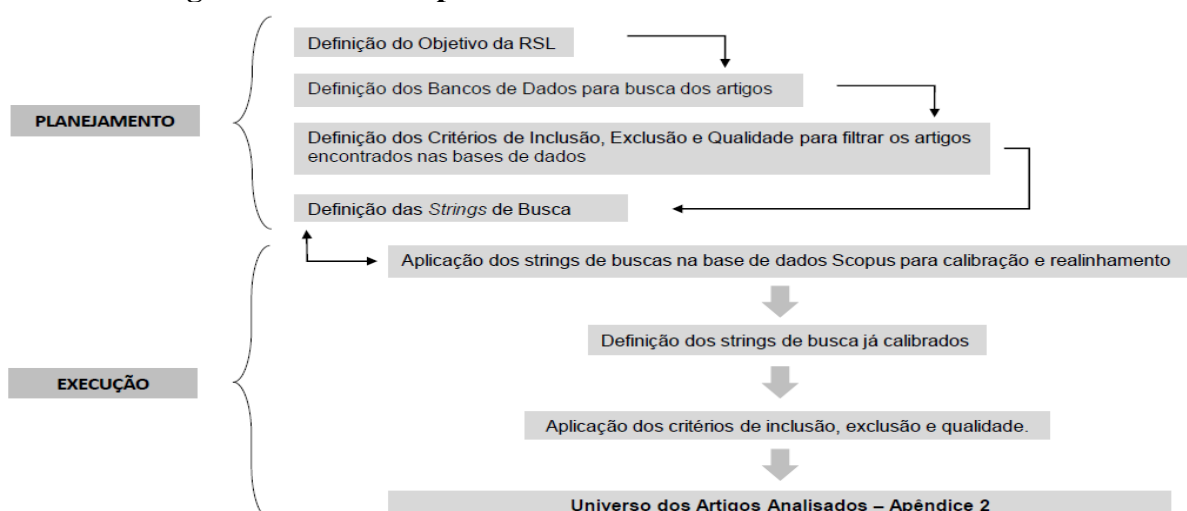 Definição do Objetivo da RSL
Definição dos Bancos de Dados para busca dos artigos
PLANEJAMENTO
Definição dos Critérios de Inclusão, Exclusão e Qualidade para filtrar os artigos
encontrados nas bases de dados
Definição das Strings de Busca
Aplicação dos strings de buscas na base de dados Scopus para calibração e realinhamento
Definição dos strings de busca já calibrados
EXECUÇÃO
Aplicação dos critérios de inclusão, exclusão e qualidade.
Universo dos Artigos Analisados – Apêndice 2